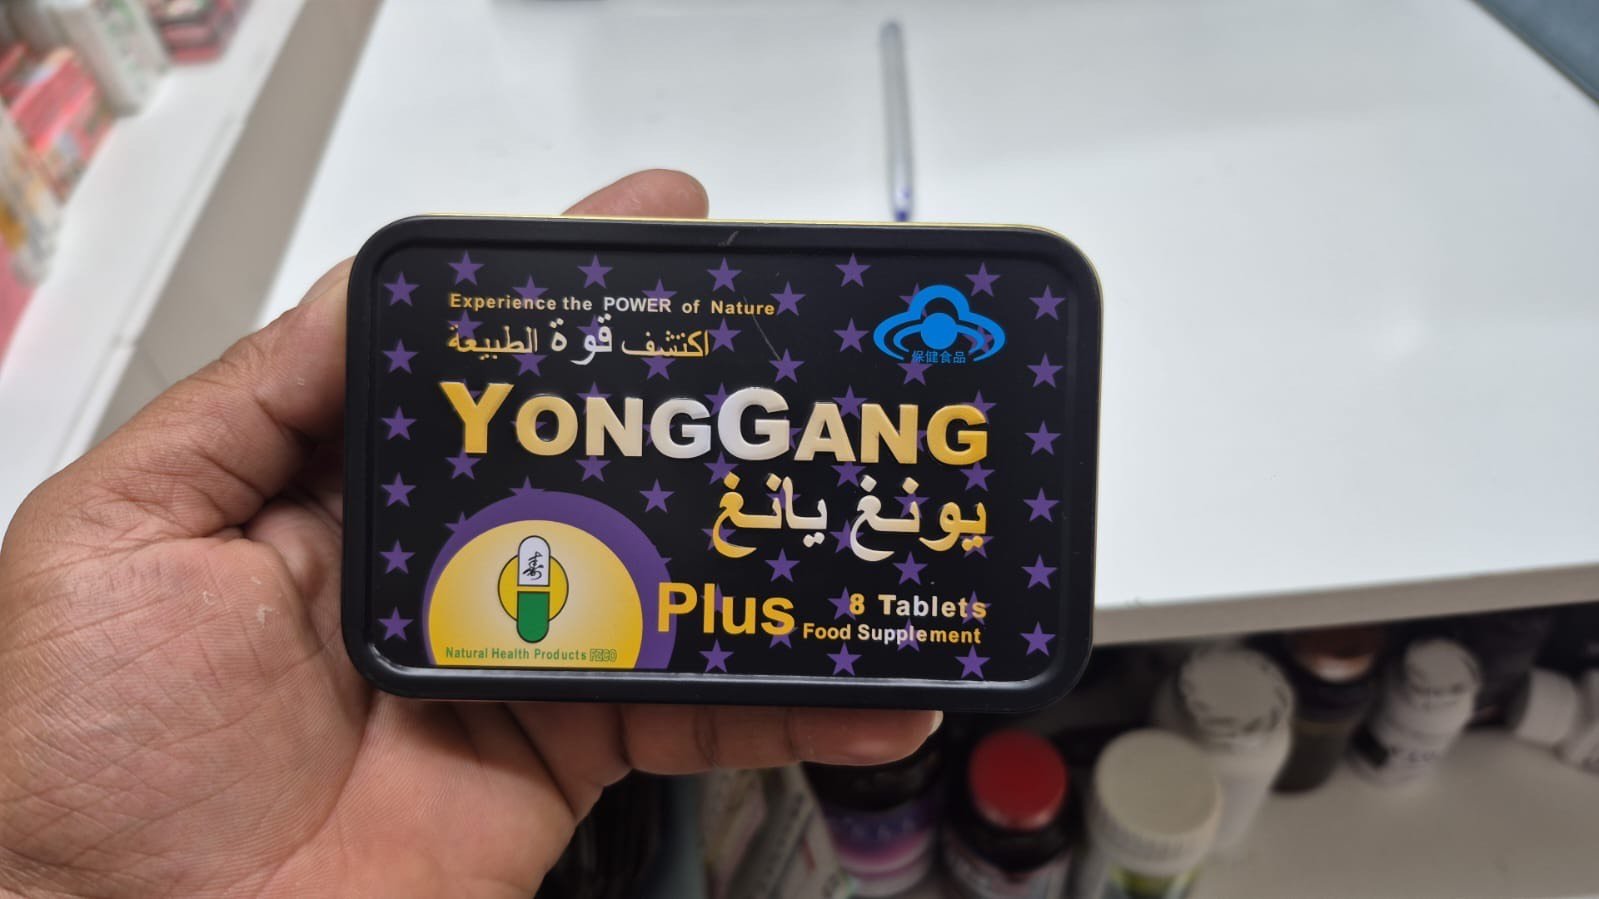 Experience the POWER of Nature
اكتشف قوة الطبيعة
保健食品
YONGGANG
يونغ يانغ
Plus
8 Tablets
Food Supplement
Natural Health Products FZCO